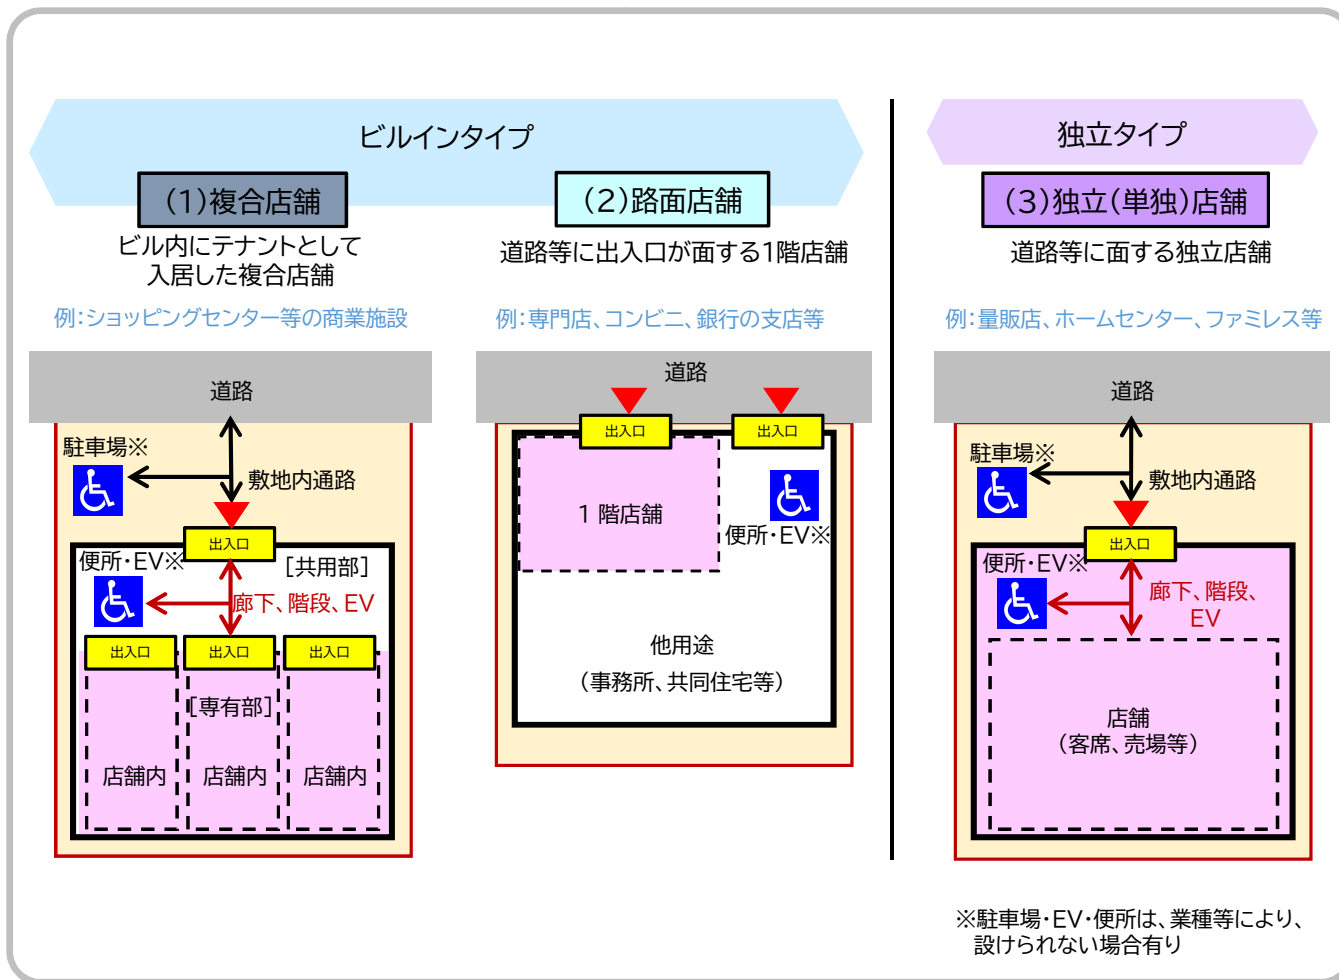 ビルインタイプ
(1)複合店舗
ビル内にテナントとして
入居した複合店舗
例:ショッピングセンター等の商業施設
道路
駐車場※
敷地内通路
出入口
便所・EV※
[共用部]
廊下、階段、EV
出入口
出入口
出入口
[専有部]
店舗内
店舗内
店舗内
(2)路面店舗
道路等に出入口が面する1階店舗
例:専門店、コンビニ、銀行の支店等
道路
出入口
出入口
1 階店舗
便所・EV※
他用途
(事務所、共同住宅等)
独立タイプ
(3)独立(単独)店舗
道路等に面する独立店舗
例:量販店、ホームセンター、ファミレス等
道路
駐車場※
敷地内通路
出入口
便所・EV※
廊下、階段、
EV
店舗
(客席、売場等)
※駐車場・EV・便所は、業種等により、
設けられない場合有り